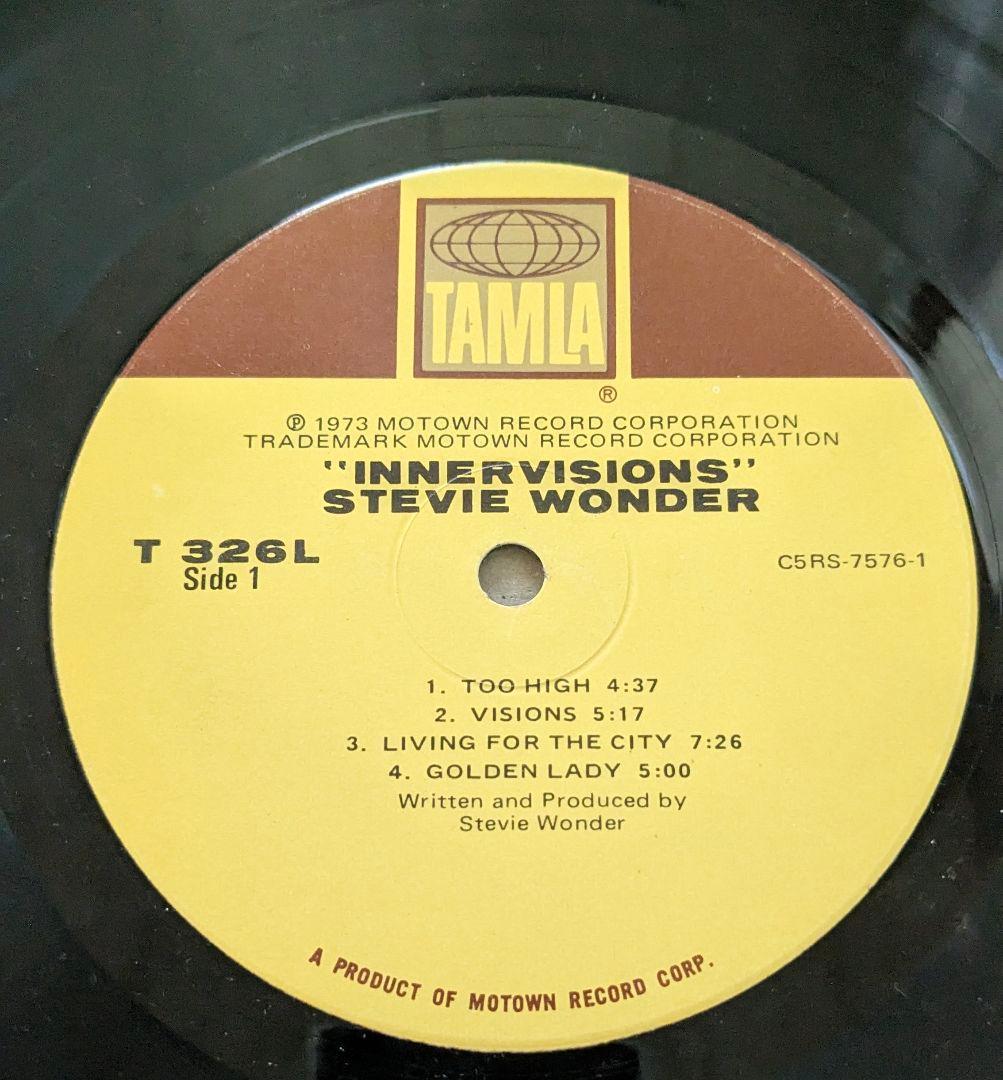 TAMLA
®
℗ 1973 MOTOWN RECORD CORPORATION
TRADEMARK MOTOWN RECORD CORPORATION
"INNERVISIONS"
STEVIE WONDER
T 326L
Side 1
C5RS-7576-1
1. TOO HIGH 4:37
2. VISIONS 5:17
3. LIVING FOR THE CITY 7:26
4. GOLDEN LADY 5:00
Written and Produced by
Stevie Wonder
A PRODUCT OF MOTOWN RECORD CORP.